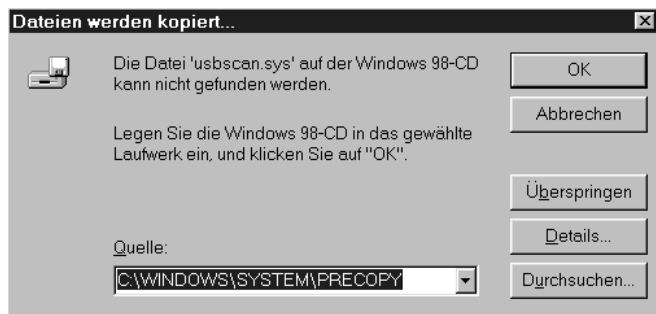 Dateien werden kopiert...
Die Datei 'usbscan.sys' auf der Windows 98-CD
kann nicht gefunden werden.
Legen Sie die Windows 98-CD in das gewählte
Laufwerk ein, und klicken Sie auf "OK".
Quelle:
C:\WINDOWS\SYSTEM\PRECOPY
OK
Abbrechen
Überspringen
Details...
Durchsuchen...